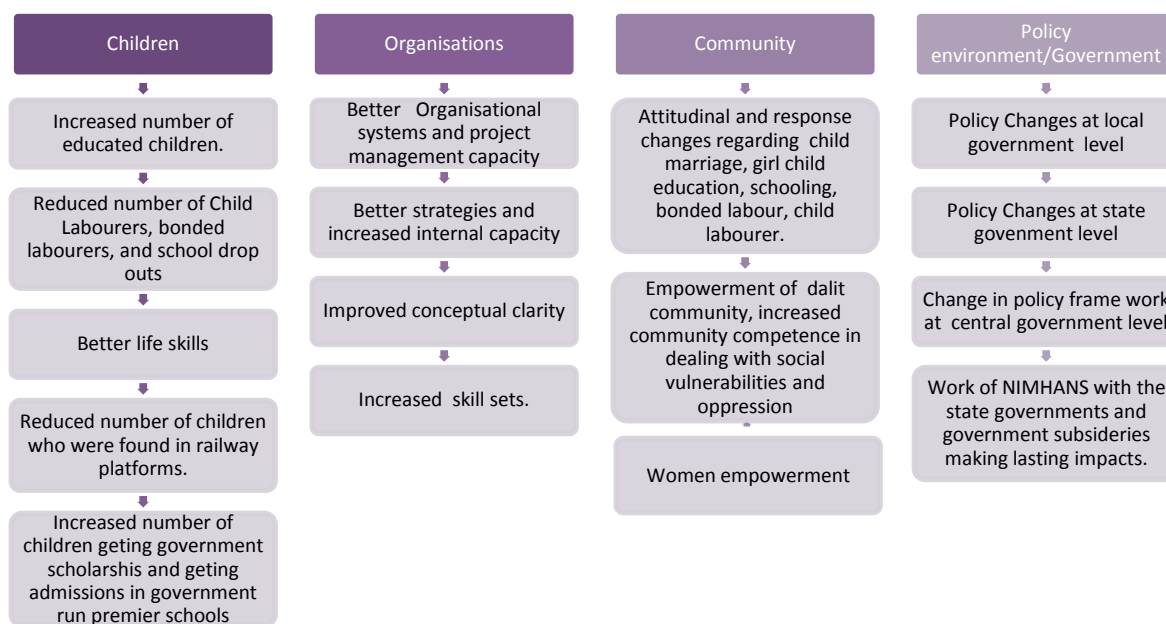 Children
Increased number of
educated children.
Reduced number of Child
Labourers, bonded
labourers, and school drop
outs
Better life skills
Reduced number of children
who were found in railway
platforms.
Increased number of
children geting government
scholarshis and geting
admissions in government
run premier schools
Organisations
Better Organisational
systems and project
management capacity
Better strategies and
increased internal capacity
Improved conceptual clarity
Increased skill sets.
Community
Attitudinal and response
changes regarding child
marriage, girl child
education, schooling,
bonded labour, child
labourer.
Empowerment of dalit
community, increased
community competence in
dealing with social
vulnerabilities and
oppression
Women empowerment
Policy
environment/Government
Policy Changes at local
government level
Policy Changes at state
govenment level
Change in policy frame work
at central government level
Work of NIMHANS with the
state governments and
government subsideries
making lasting impacts.